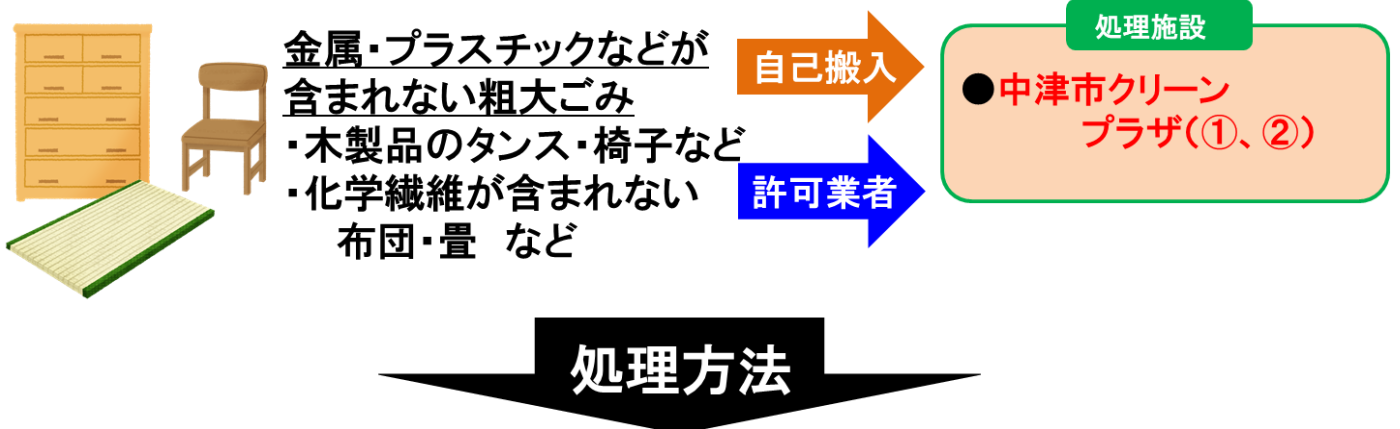 金属・プラスチックなどが
含まれない粗大ごみ
・木製品のタンス・椅子など
・化学繊維が含まれない
布団・畳 など
自己搬入
許可業者
処理施設
●中津市クリーン
プラザ(①、②)
処理方法